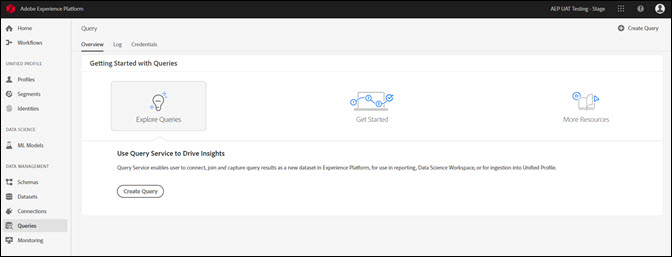 Adobe Experience Platform
AEP UAT Testing - Stage
Home
Workflows
UNIFIED PROFILE
Profiles
Segments
Identities
DATA SCIENCE
ML Models
DATA MANAGEMENT
Schemas
Datasets
Connections
Queries
Monitoring
Query
Create Query
Overview Log Credentials
Getting Started with Queries
Explore Queries
Get Started
More Resources
Use Query Service to Drive Insights
Query Service enables user to connect, join and capture query results as a new dataset in Experience Platform, for use in reporting, Data Science Workspace, or for ingestion into Unified Profile.
Create Query